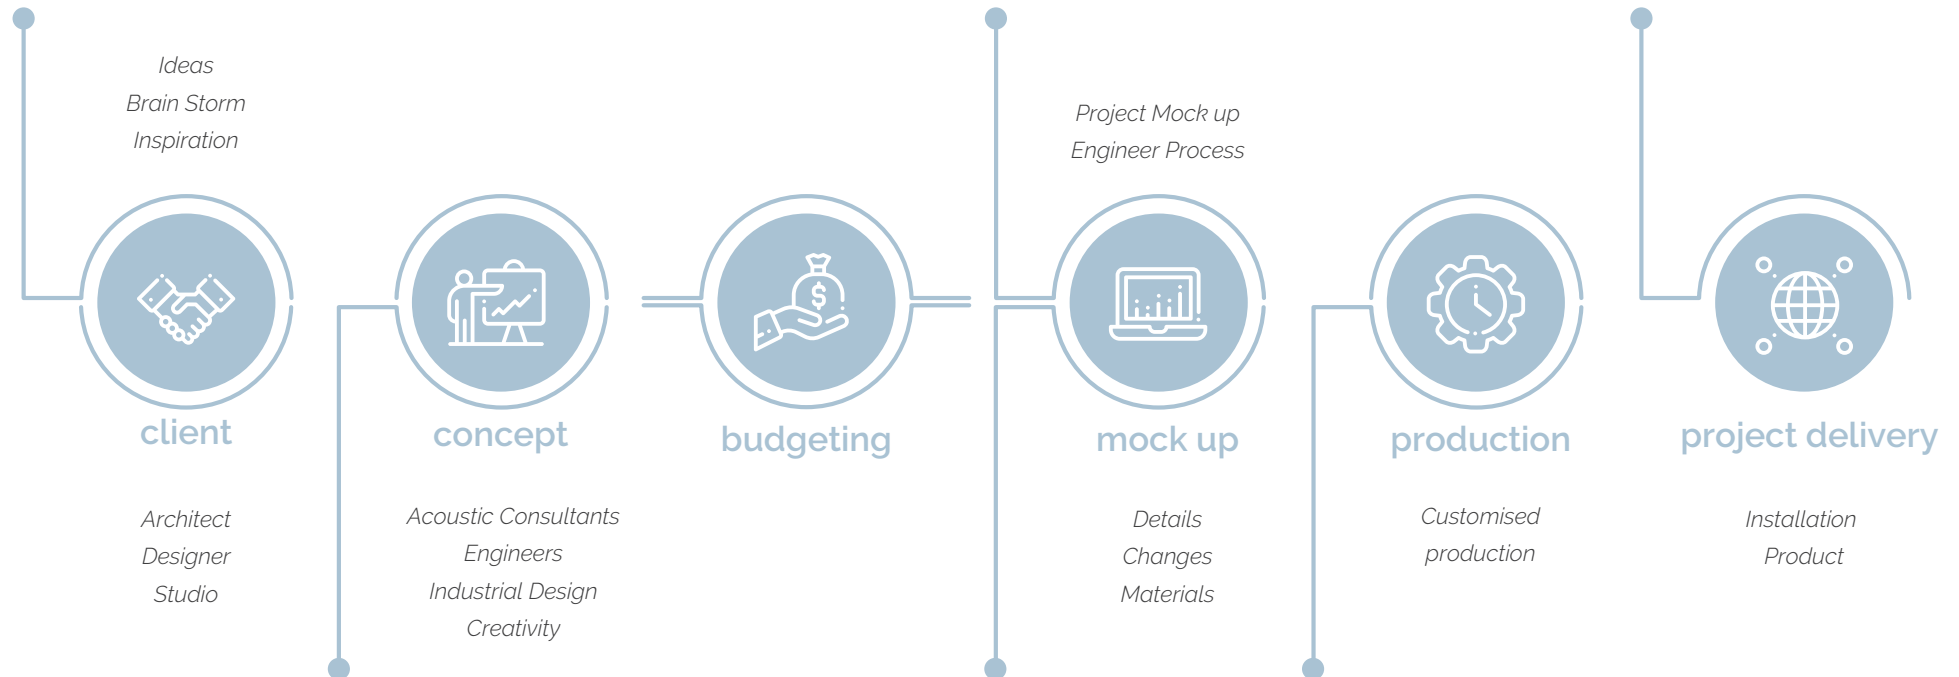 Ideas
Brain Storm
Inspiration
client
Architect
Designer
Studio
concept
Acoustic Consultants
Engineers
Industrial Design
Creativity
$
budgeting
Project Mock up
Engineer Process
mock up
Details
Changes
Materials
production
Customised
production
project delivery
Installation
Product